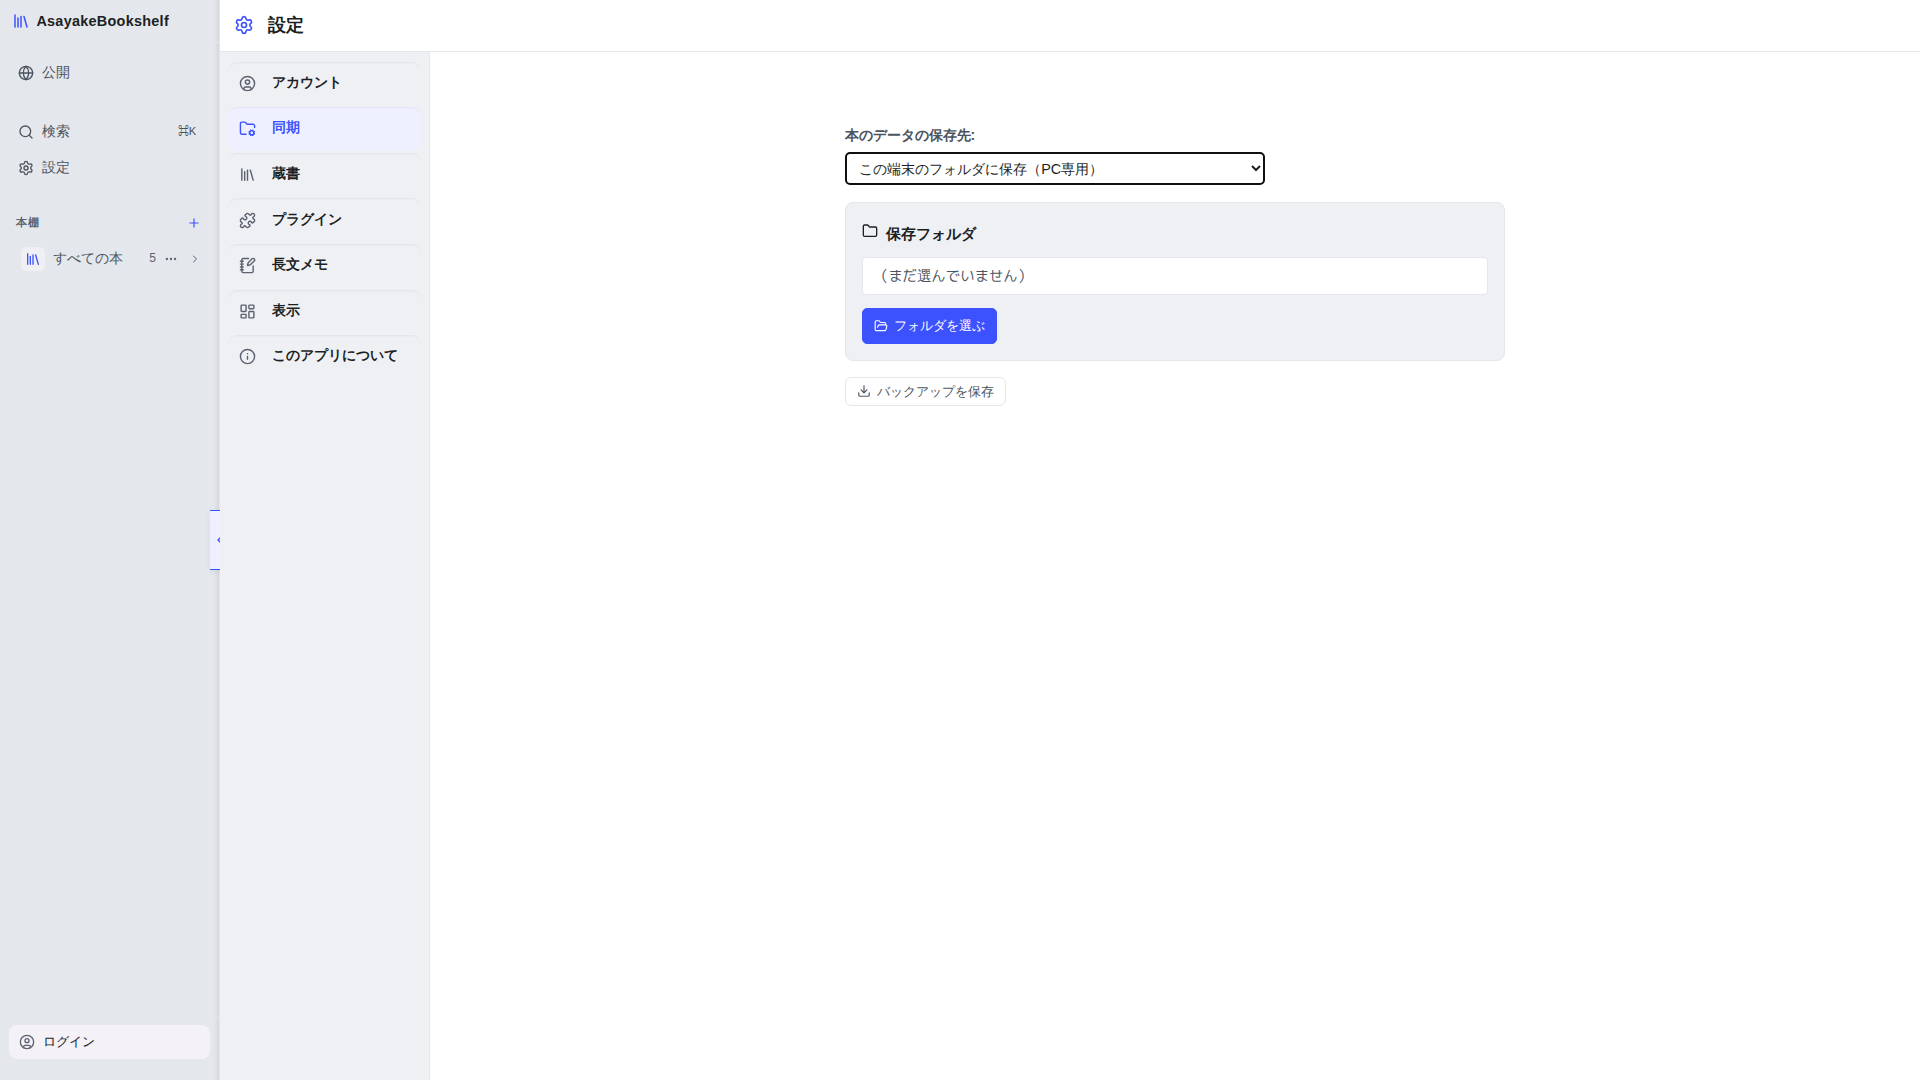 AsayakeBookshelf
公開
検索 ⌘K
設定
本棚
すべての本 5
ログイン
設定
アカウント
同期
蔵書
プラグイン
長文メモ
表示
このアプリについて
本のデータの保存先:
この端末のフォルダに保存（PC専用）
保存フォルダ
（まだ選んでいません）
フォルダを選ぶ
バックアップを保存